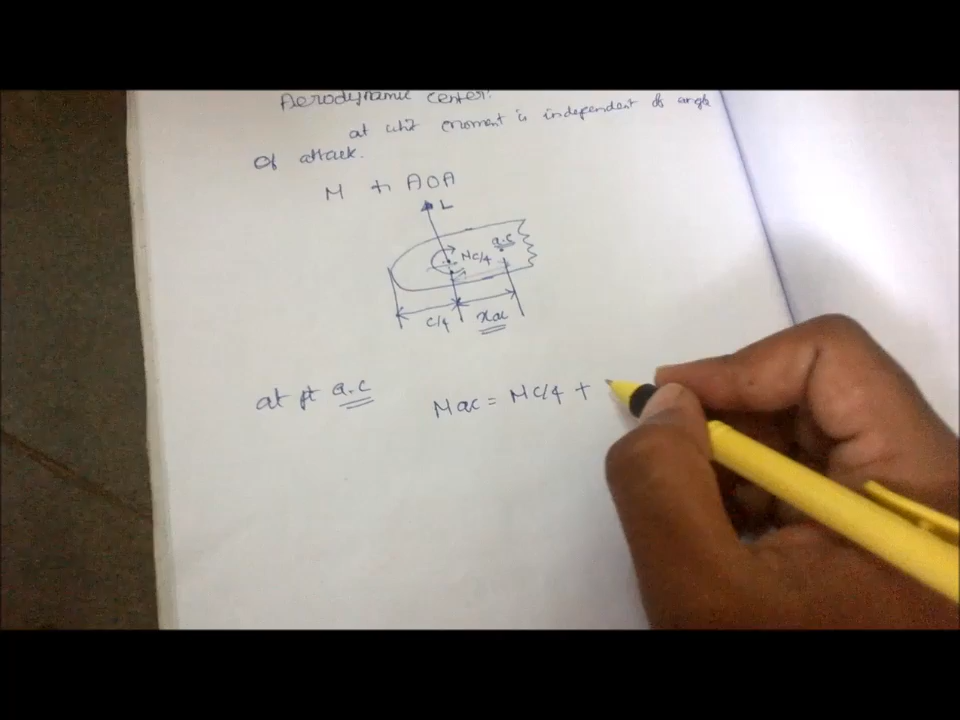 Aerodynamic center:
at whi moment is independent of angle
Of attack.
M + AOA
L
a.c
Mc/4
c/4
xac
at pt a.c Mac = Mc/4 +